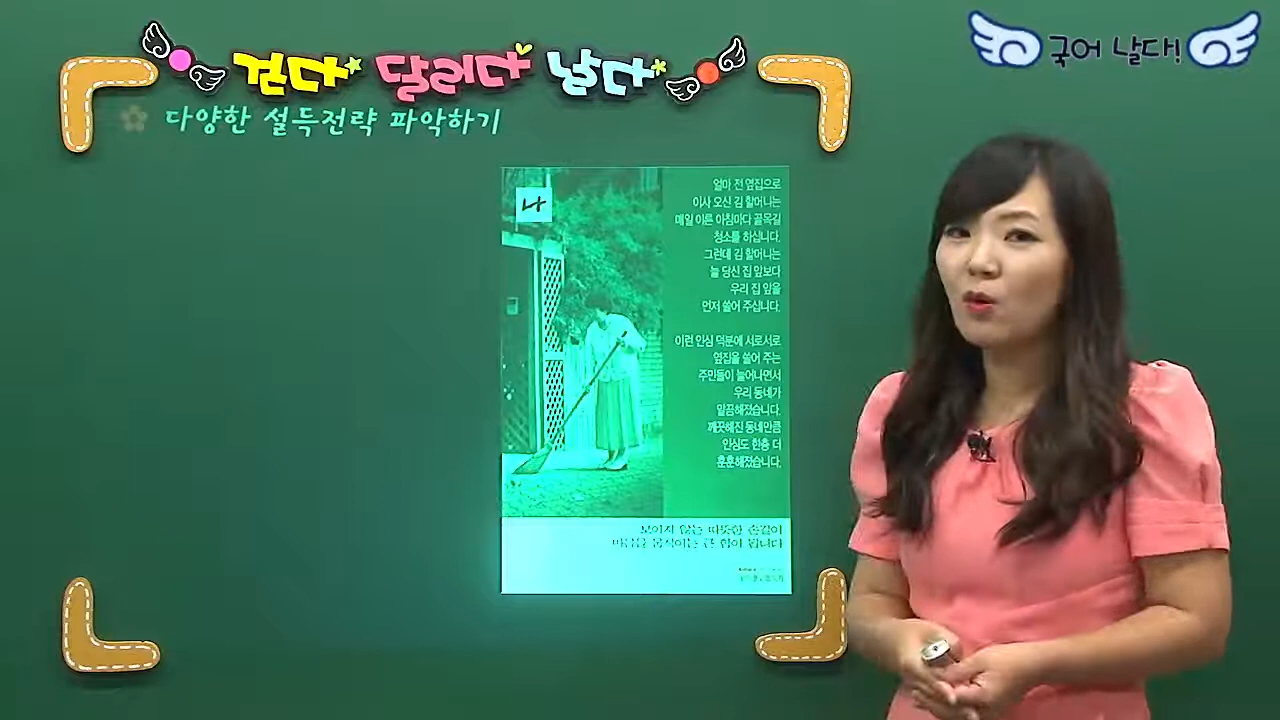 걷다 달리다 날다
국어 날다!
다양한 설득전략 파악하기
나
얼마 전 옆집으로
이사 오신 김 할머니는
매일 이른 아침마다 골목길
청소를 하십니다.
그런데 김 할머니는
늘 당신 집 앞보다
우리 집 앞을
먼저 쓸어 주십니다.
이런 인심 덕분에 서로서로
옆집을 쓸어 주는
주민들이 늘어나면서
우리 동네가
말끔해졌습니다.
깨끗해진 동네만큼
인심도 한층 더
훈훈해졌습니다.
보이지 않는 따뜻한 손길이
마음을 움직이는 큰 힘이 됩니다